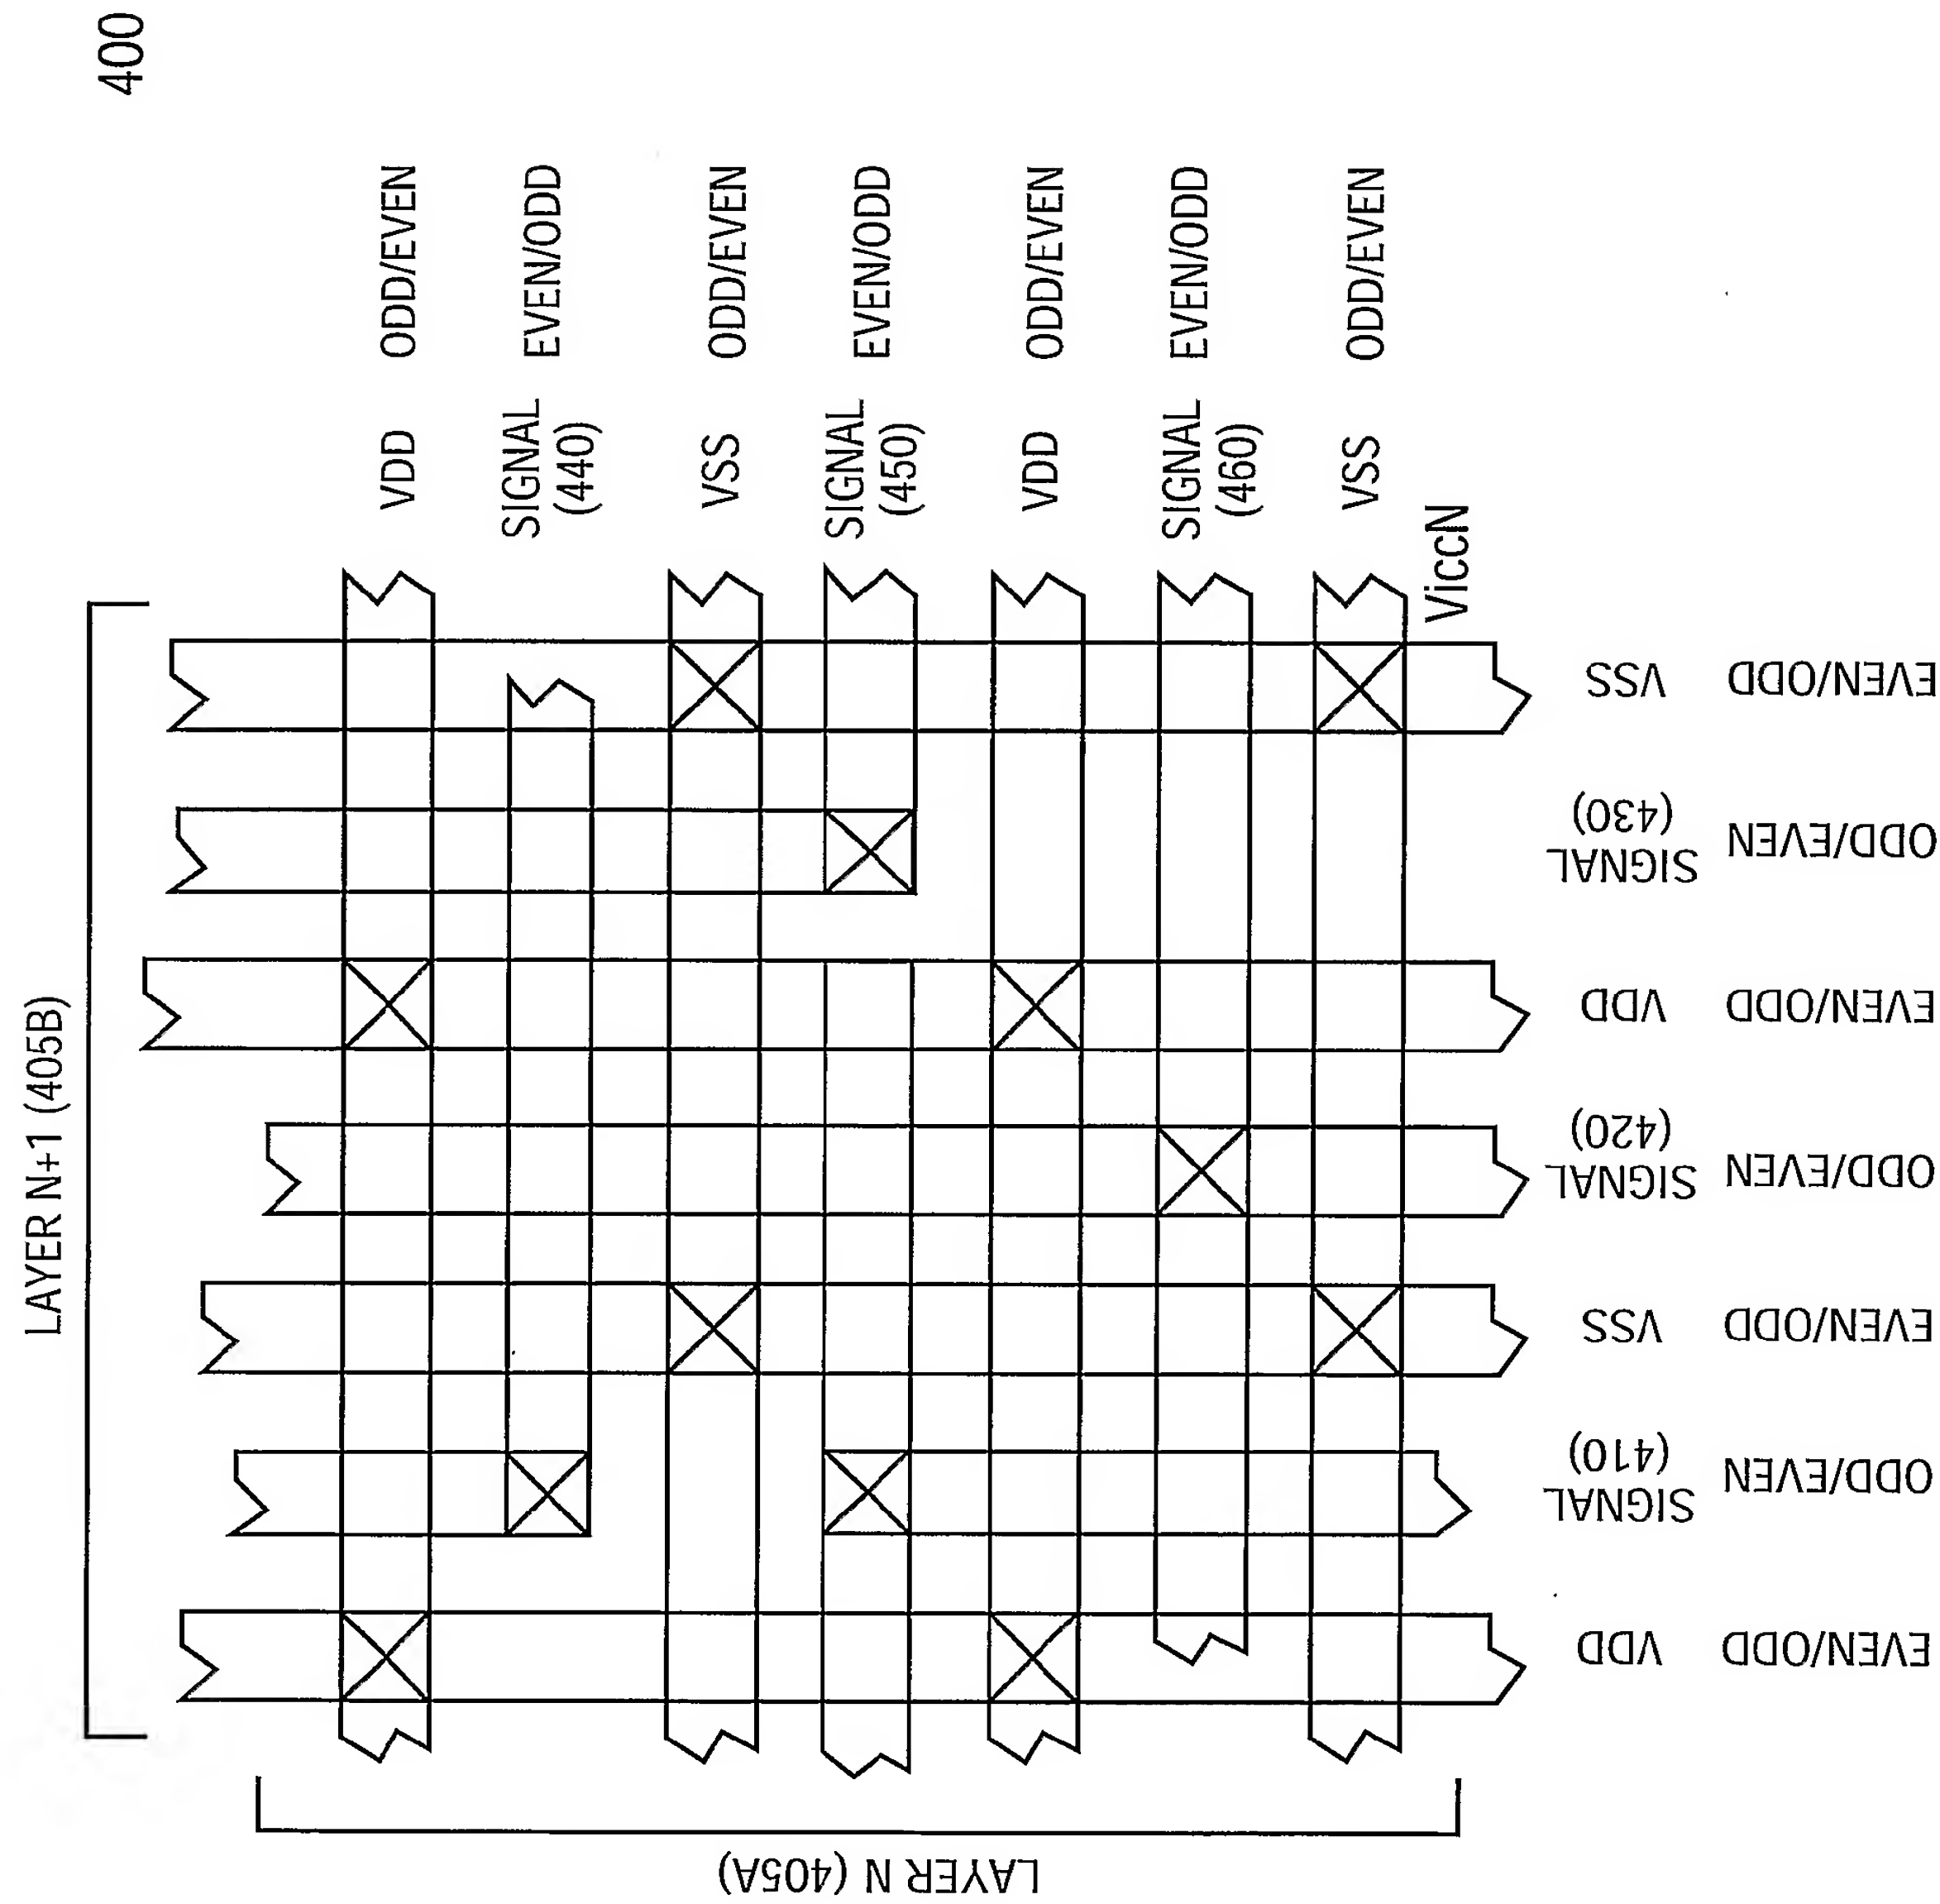 400
LAYER N+1 (405B)
VDD ODD/EVEN
SIGNAL
(440)
EVEN/ODD
VSS ODD/EVEN
SIGNAL
(450)
EVEN/ODD
VDD ODD/EVEN
SIGNAL
(460)
EVEN/ODD
VSS ODD/EVEN
ViccN
VSS
EVEN/ODD
SIGNAL
(430)
ODD/EVEN
VDD
EVEN/ODD
SIGNAL
(420)
ODD/EVEN
VSS
EVEN/ODD
SIGNAL
(410)
ODD/EVEN
VDD
EVEN/ODD
LAYER N (405A)